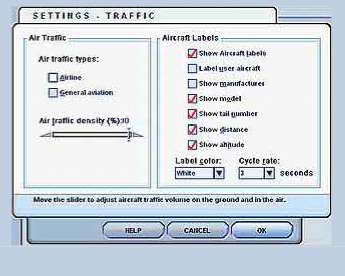 SETTINGS - TRAFFIC
Air Traffic
Air traffic types:
Airline
General aviation
Air traffic density (%):
Aircraft Labels
Show Aircraft labels
Label user aircraft
Show manufacturer
Show model
Show tail number
Show distance
Show altitude
Label color: Cycle rate:
White 3 seconds
Move the slider to adjust aircraft traffic volume on the ground and in the air.
HELP CANCEL OK